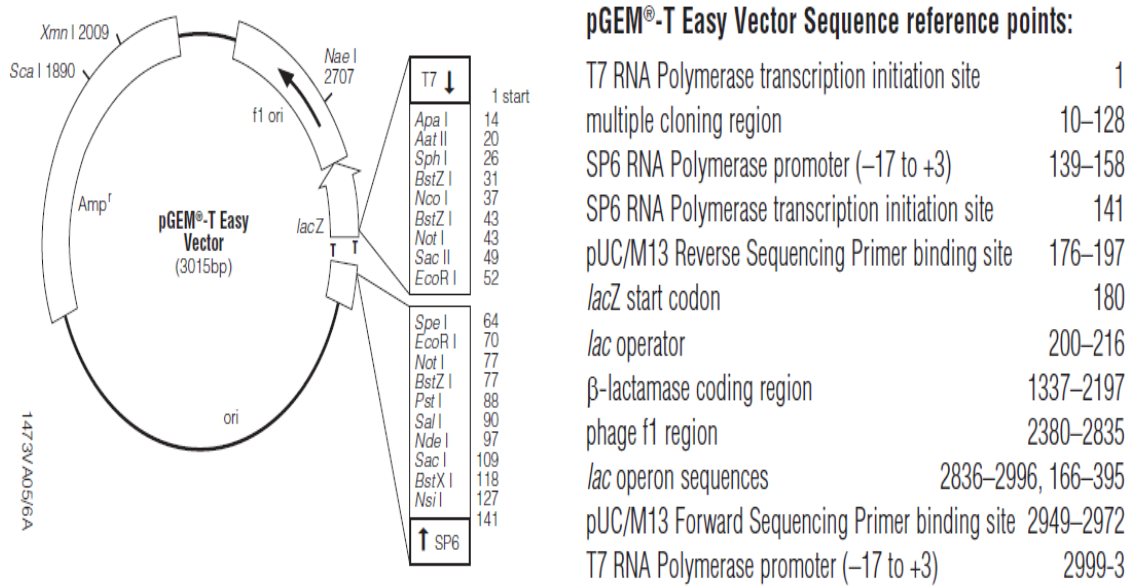 Xmn I 2009
Sca I 1890
Nae I
2707
f1 ori
Amp r
pGEM®-T Easy
Vector
(3015bp)
lacZ
T T
ori
1473VA05/6A
T7 ↓
1 start
Apa I 14
Aat II 20
Sph I 26
BstZ I 31
Nco I 37
BstZ I 43
Not I 43
Sac II 49
EcoR I 52
Spe I 64
EcoR I 70
Not I 77
BstZ I 77
Pst I 88
Sal I 90
Nde I 97
Sac I 109
BstX I 118
Nsi I 127
141
↑ SP6
pGEM®-T Easy Vector Sequence reference points:
T7 RNA Polymerase transcription initiation site 1
multiple cloning region 10–128
SP6 RNA Polymerase promoter (–17 to +3) 139–158
SP6 RNA Polymerase transcription initiation site 141
pUC/M13 Reverse Sequencing Primer binding site 176–197
lacZ start codon 180
lac operator 200–216
β-lactamase coding region 1337–2197
phage f1 region 2380–2835
lac operon sequences 2836–2996, 166–395
pUC/M13 Forward Sequencing Primer binding site 2949–2972
T7 RNA Polymerase promoter (–17 to +3) 2999-3